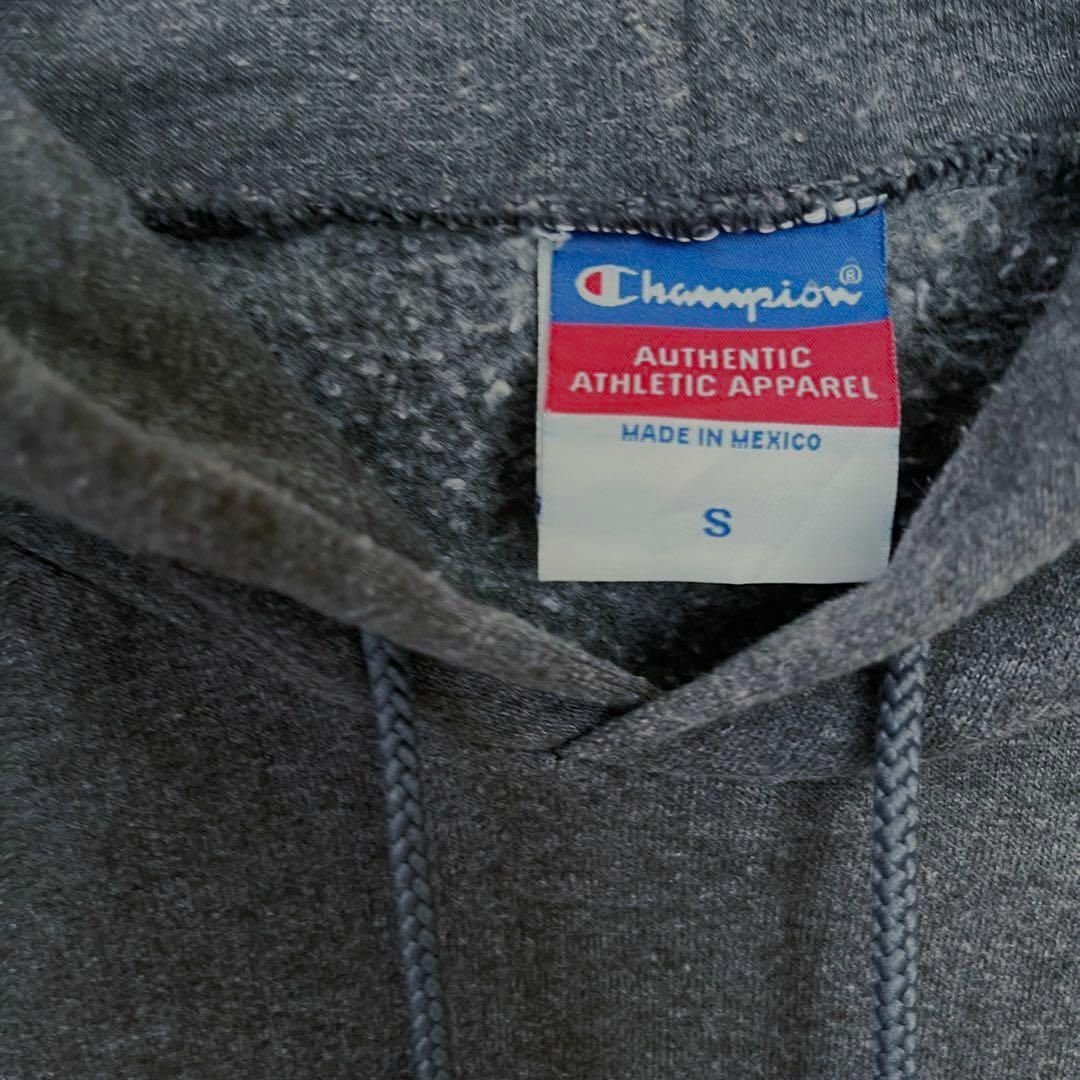 Champion®
AUTHENTIC
ATHLETIC APPAREL
MADE IN MEXICO
S